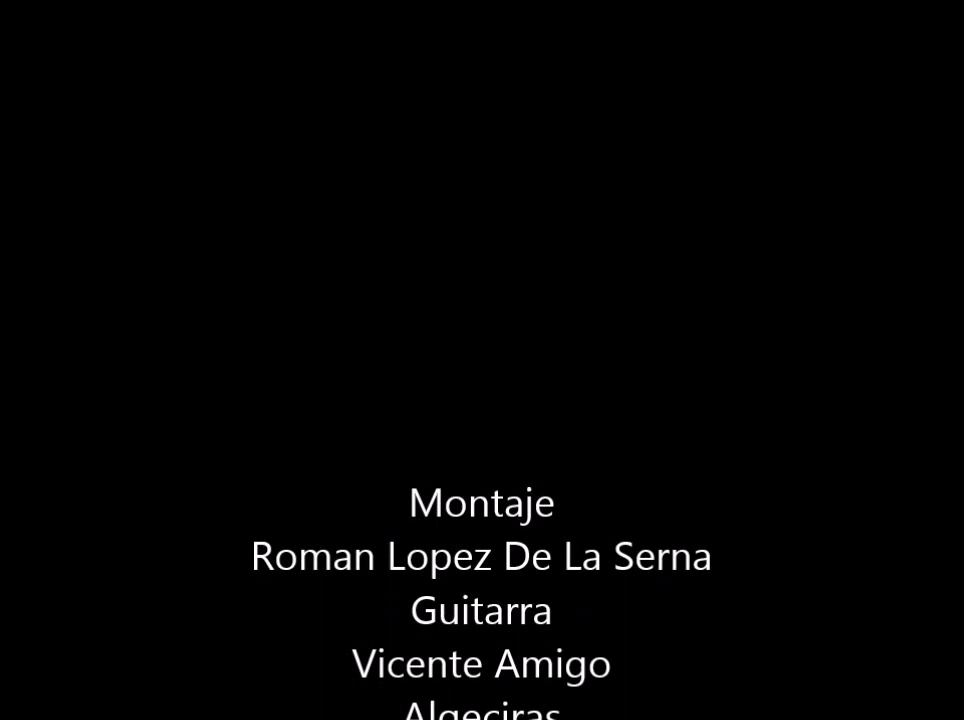 Montaje
Roman Lopez De La Serna
Guitarra
Vicente Amigo
Algeciras